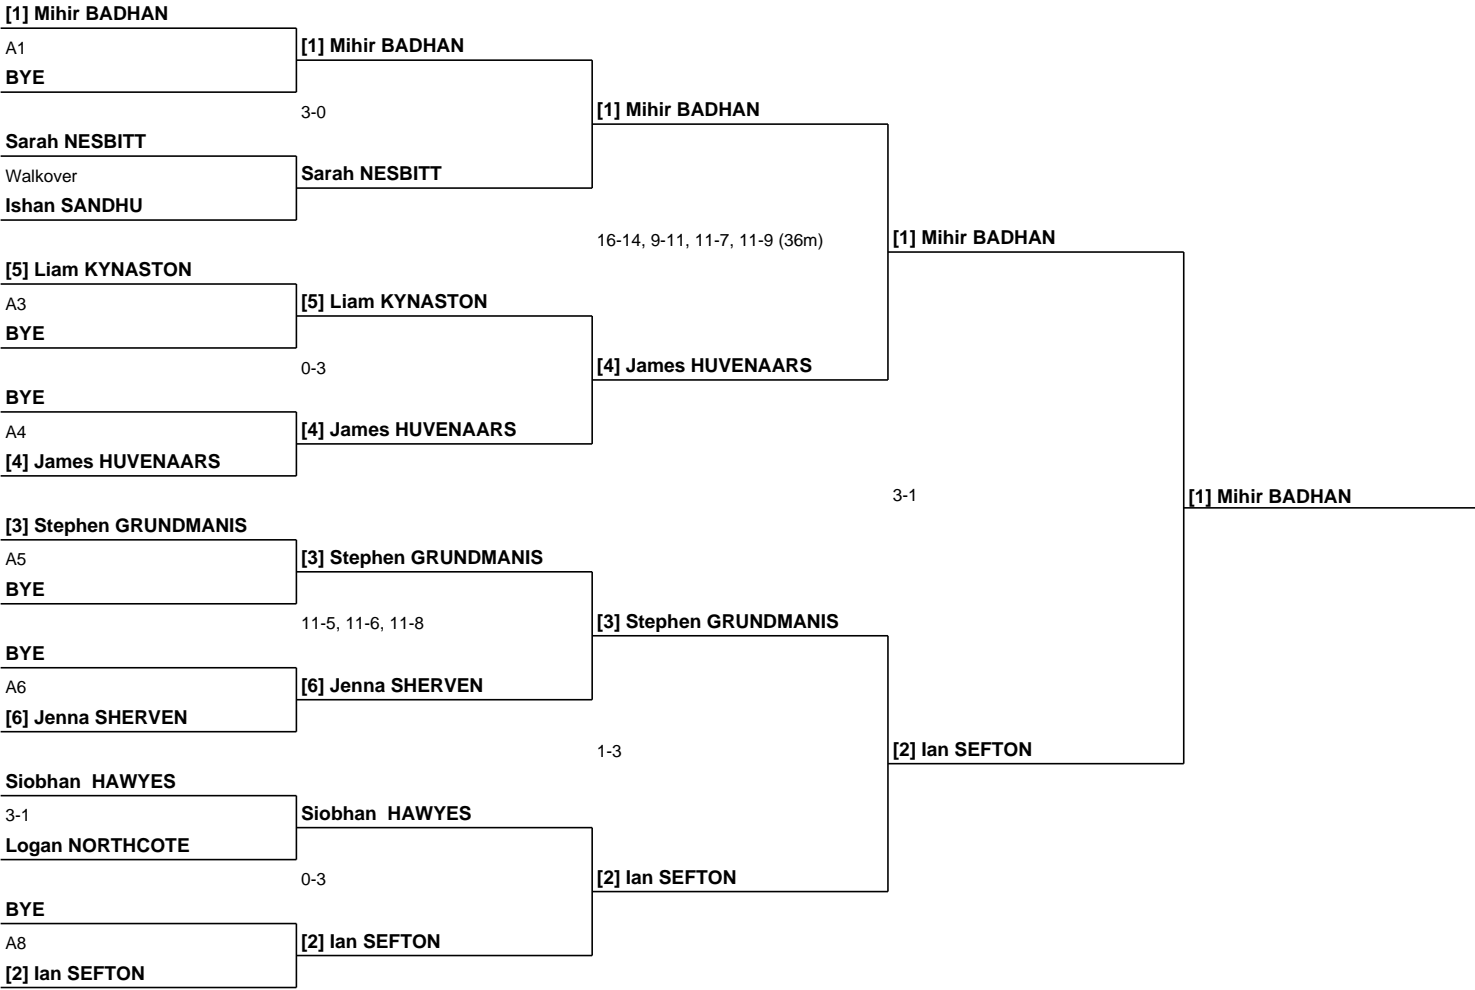 [1] Mihir BADHAN
A1
BYE
Sarah NESBITT
Walkover
Ishan SANDHU
[5] Liam KYNASTON
A3
BYE
BYE
A4
[4] James HUVENAARS
[3] Stephen GRUNDMANIS
A5
BYE
BYE
A6
[6] Jenna SHERVEN
Siobhan  HAWYES
3-1
Logan NORTHCOTE
BYE
A8
[2] Ian SEFTON
[1] Mihir BADHAN
3-0
Sarah NESBITT
[5] Liam KYNASTON
0-3
[4] James HUVENAARS
[3] Stephen GRUNDMANIS
11-5, 11-6, 11-8
[6] Jenna SHERVEN
Siobhan  HAWYES
0-3
[2] Ian SEFTON
[1] Mihir BADHAN
16-14, 9-11, 11-7, 11-9 (36m)
[4] James HUVENAARS
[3] Stephen GRUNDMANIS
1-3
[2] Ian SEFTON
[1] Mihir BADHAN
3-1
[2] Ian SEFTON
[1] Mihir BADHAN